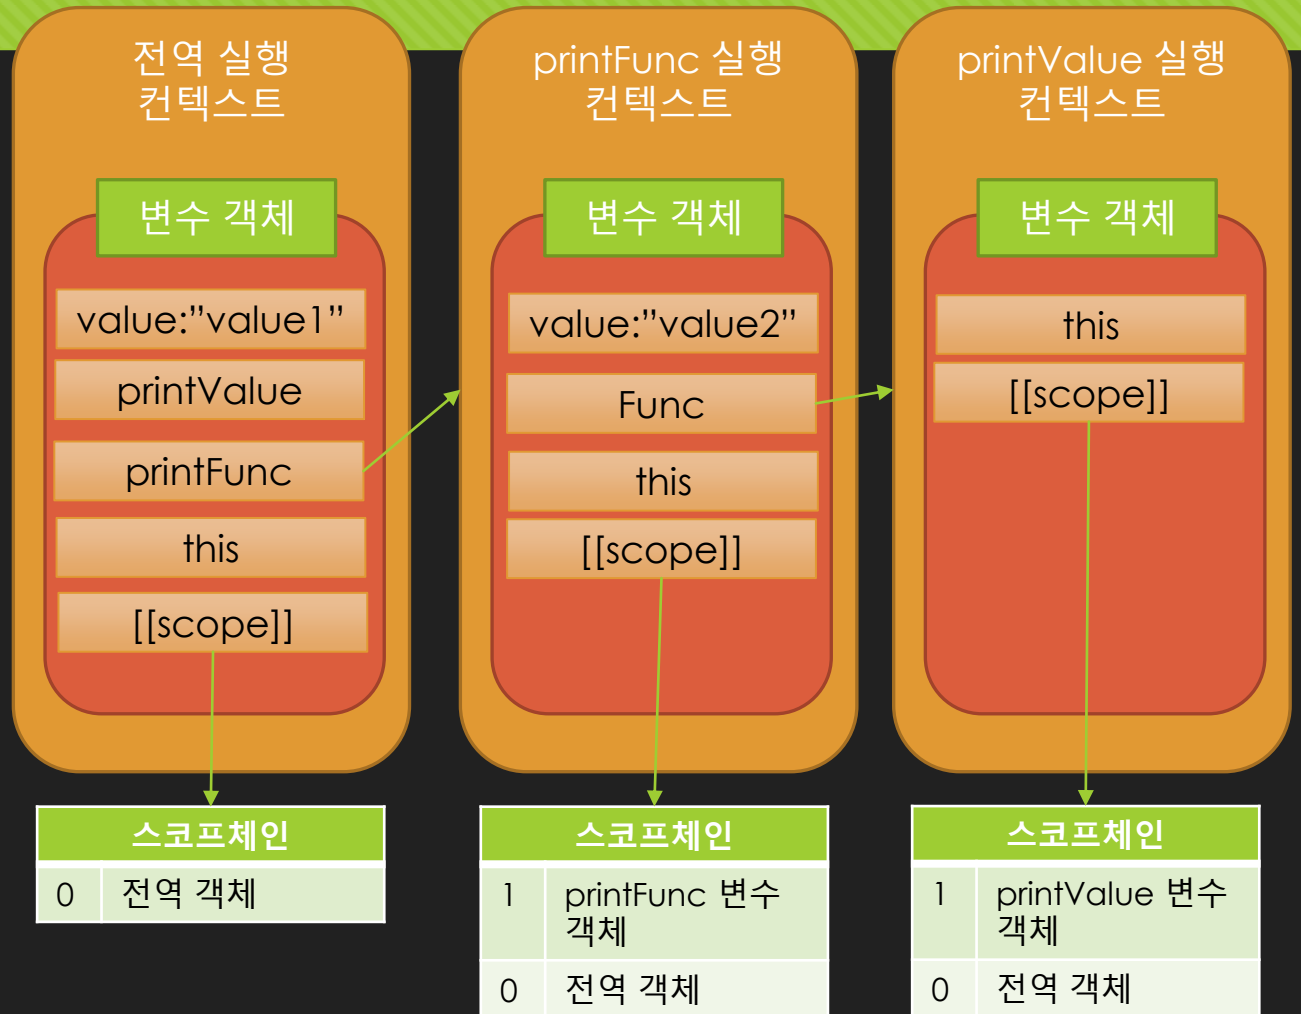 전역 실행
컨텍스트
변수 객체
value:”value1”
printValue
printFunc
this
[[scope]]
스코프체인
0 전역 객체
printFunc 실행
컨텍스트
변수 객체
value:”value2”
Func
this
[[scope]]
스코프체인
1 printFunc 변수
객체
0 전역 객체
printValue 실행
컨텍스트
변수 객체
this
[[scope]]
스코프체인
1 printValue 변수
객체
0 전역 객체